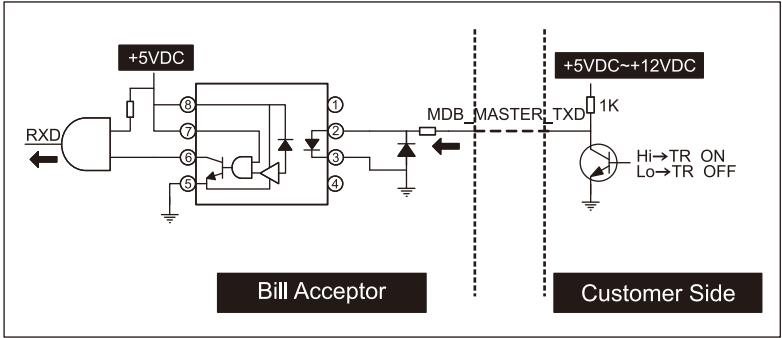 +5VDC
+5VDC~+12VDC
8
1
1K
MDB_MASTER_TXD
RXD
7
2
6
3
Hi→TR ON
Lo→TR OFF
5
4
Bill Acceptor
Customer Side